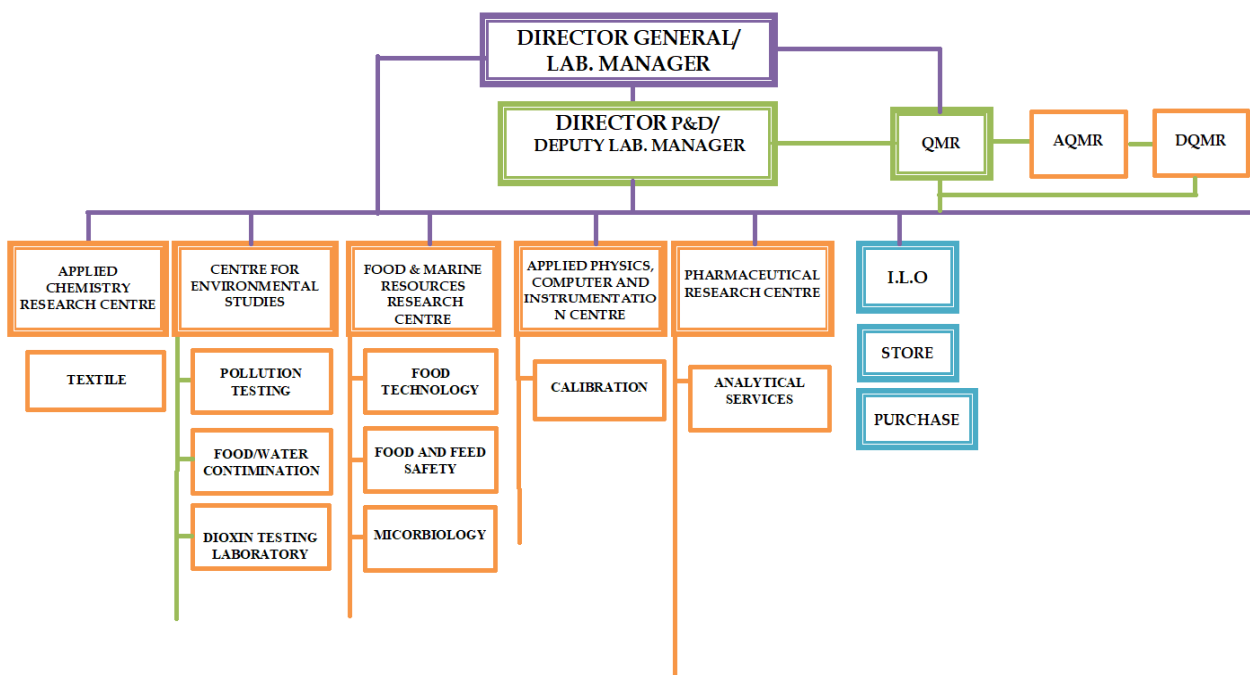 DIRECTOR GENERAL/
LAB. MANAGER
DIRECTOR P&D/
DEPUTY LAB. MANAGER
QMR
AQMR
DQMR
APPLIED
CHEMISTRY
RESEARCH CENTRE
CENTRE FOR
ENVIRONMENTAL
STUDIES
FOOD & MARINE
RESOURCES
RESEARCH
CENTRE
APPLIED PHYSICS,
COMPUTER AND
INSTRUMENTATIO
N CENTRE
PHARMACEUTICAL
RESEARCH CENTRE
I.L.O
TEXTILE
POLLUTION
TESTING
FOOD
TECHNOLOGY
CALIBRATION
ANALYTICAL
SERVICES
STORE
PURCHASE
FOOD/WATER
CONTIMINATION
FOOD AND FEED
SAFETY
DIOXIN TESTING
LABORATORY
MICORBIOLOGY